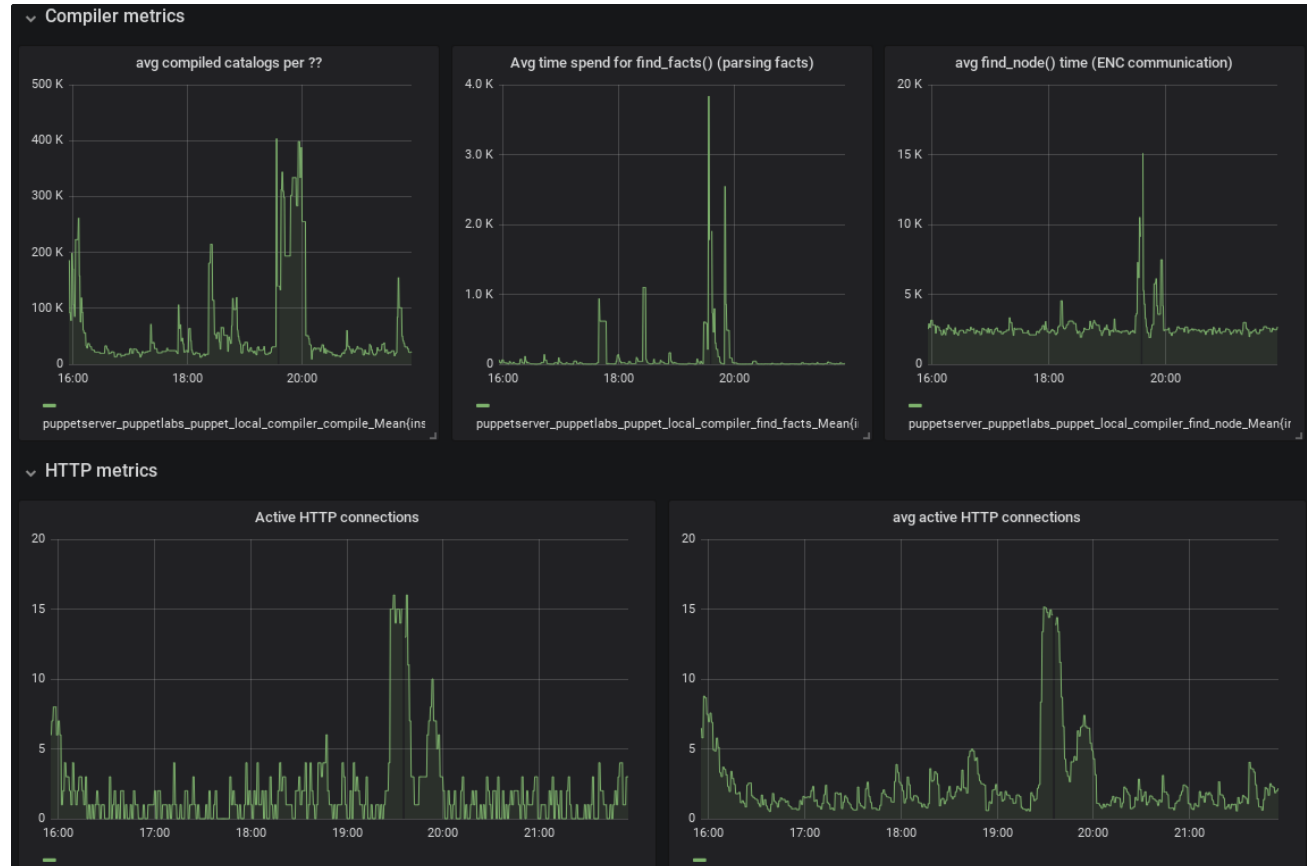 Compiler metrics
avg compiled catalogs per ??
500 K
400 K
300 K
200 K
100 K
0
16:00 18:00 20:00
puppetserver_puppetlabs_puppet_local_compiler_compile_Mean{ins
Avg time spend for find_facts() (parsing facts)
4.0 K
3.0 K
2.0 K
1.0 K
0
16:00 18:00 20:00
puppetserver_puppetlabs_puppet_local_compiler_find_facts_Mean{i
avg find_node() time (ENC communication)
20 K
15 K
10 K
5 K
0
16:00 18:00 20:00
puppetserver_puppetlabs_puppet_local_compiler_find_node_Mean{ir
HTTP metrics
Active HTTP connections
20
15
10
5
0
16:00 17:00 18:00 19:00 20:00 21:00
avg active HTTP connections
20
15
10
5
0
16:00 17:00 18:00 19:00 20:00 21:00